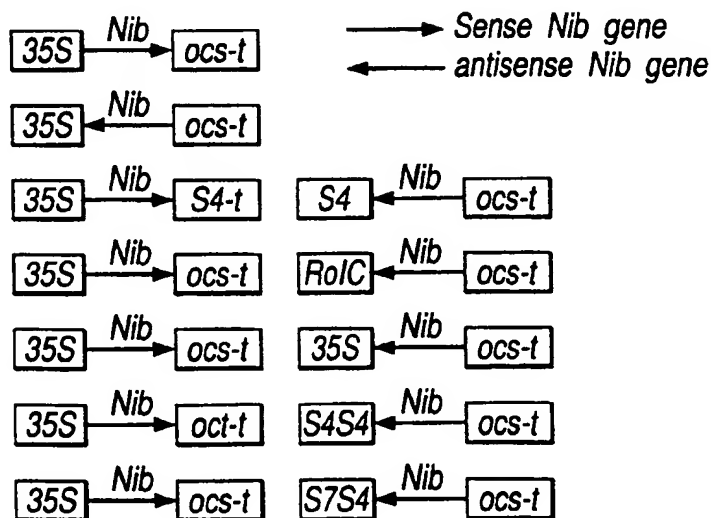 35S Nib ocs-t
Sense Nib gene
antisense Nib gene
35S Nib ocs-t
35S Nib S4-t S4 Nib ocs-t
35S Nib ocs-t RolC Nib ocs-t
35S Nib ocs-t 35S Nib ocs-t
35S Nib oct-t S4S4 Nib ocs-t
35S Nib ocs-t S7S4 Nib ocs-t